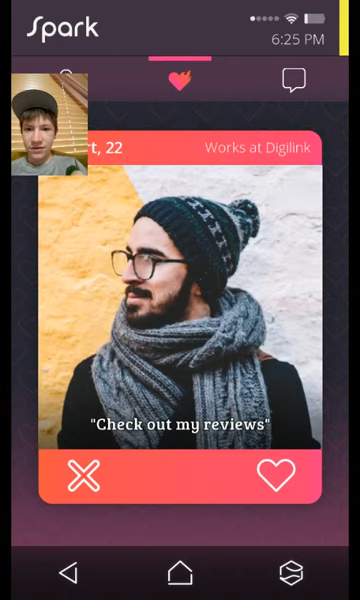 Spark
6:25 PM
rt, 22
Works at Digilink
"Check out my reviews"